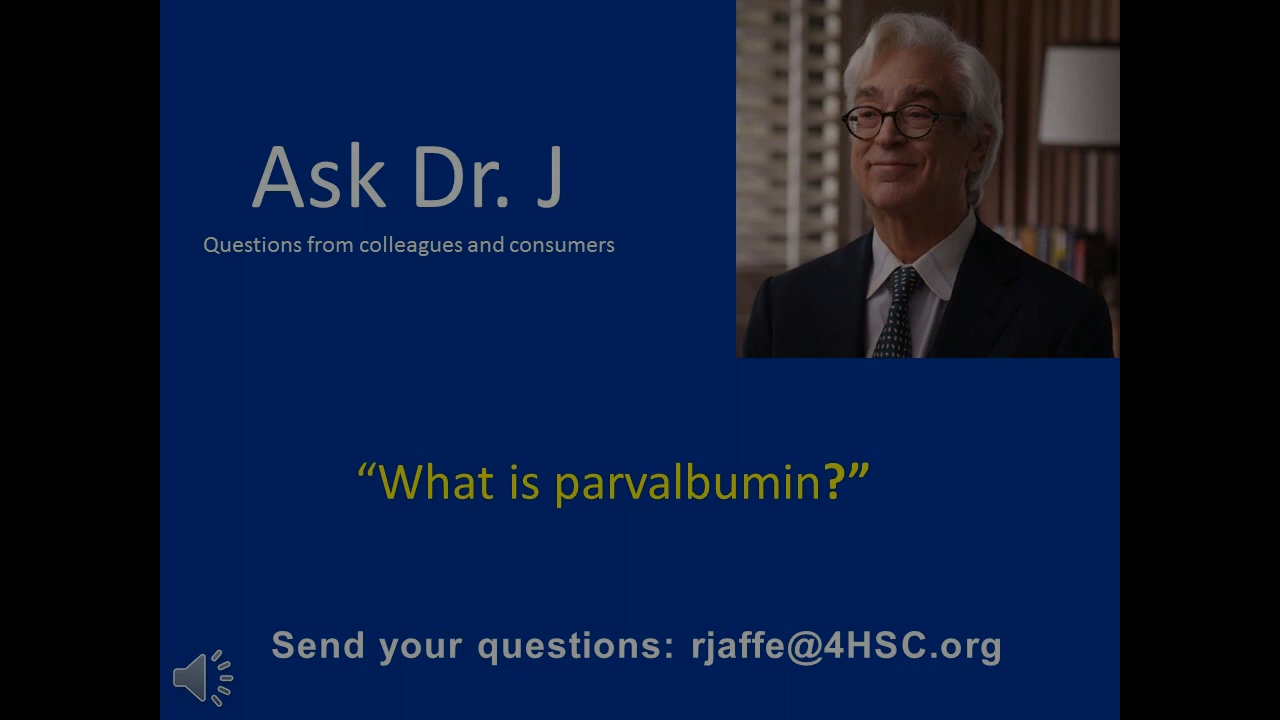 Ask Dr. J
Questions from colleagues and consumers
“What is parvalbumin?”
Send your questions: rjaffe@4HSC.org